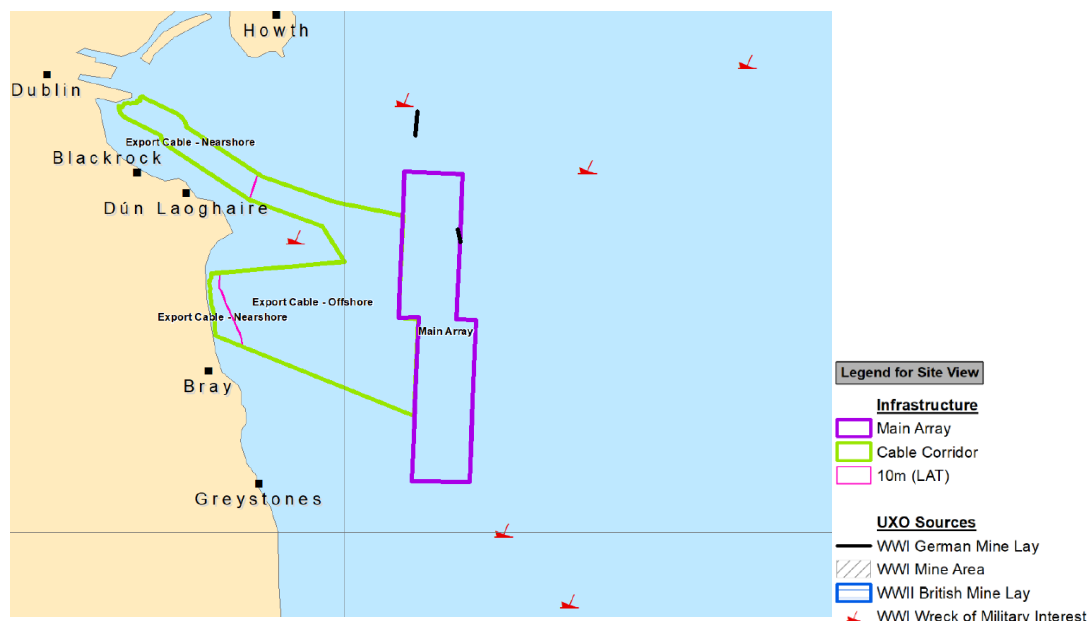 Howth
Dublin
Export Cable - Nearshore
Blackrock
Dún Laoghaire
Export Cable - Offshore
Export Cable - Nearshore
Main Array
Bray
Greystones
Legend for Site View
Infrastructure
Main Array
Cable Corridor
10m (LAT)
UXO Sources
WWI German Mine Lay
WWI Mine Area
WWII British Mine Lay
WWI Wreck of Military Interest